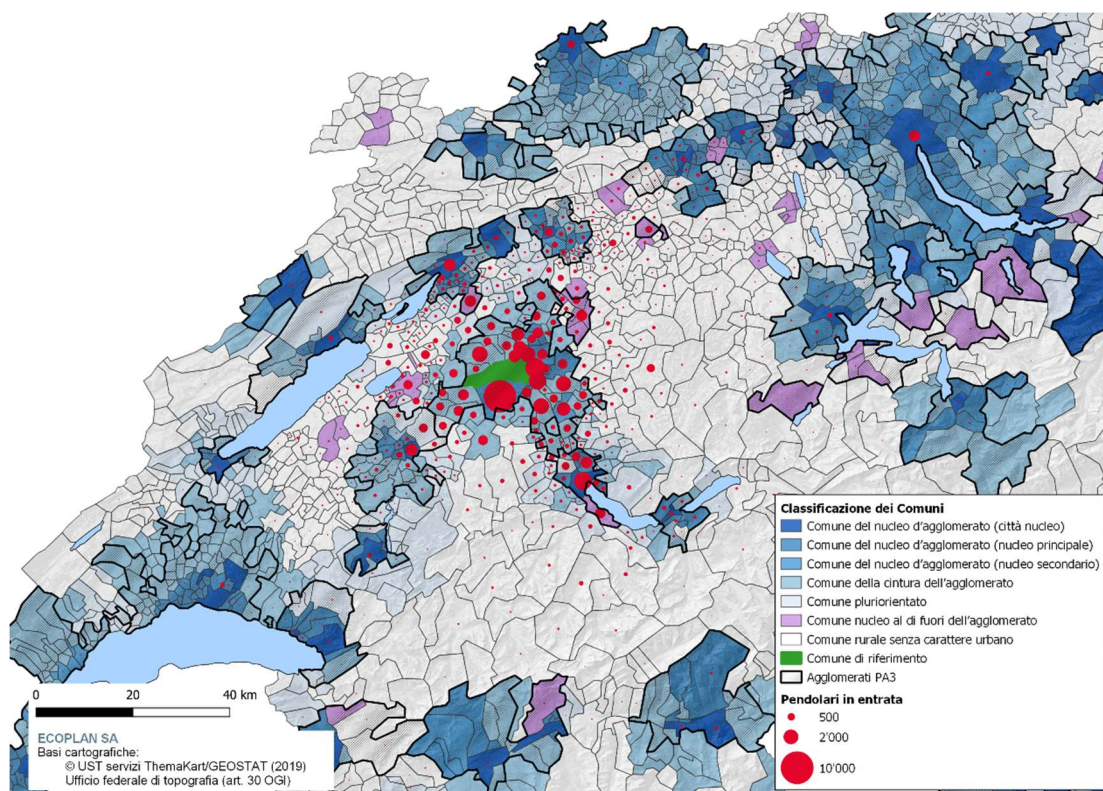 Classificazione dei Comuni
Comune del nucleo d'agglomerato (città nucleo)
Comune del nucleo d'agglomerato (nucleo principale)
Comune del nucleo d'agglomerato (nucleo secondario)
Comune della cintura dell'agglomerato
Comune pluriorientato
Comune nucleo al di fuori dell'agglomerato
Comune rurale senza carattere urbano
Comune di riferimento
Agglomerati PA3
Pendolari in entrata
500
2'000
10'000
0 20 40 km
ECOPLAN SA
Basi cartografiche:
© UST servizi ThemaKart/GEOSTAT (2019)
Ufficio federale di topografia (art. 30 OGI)